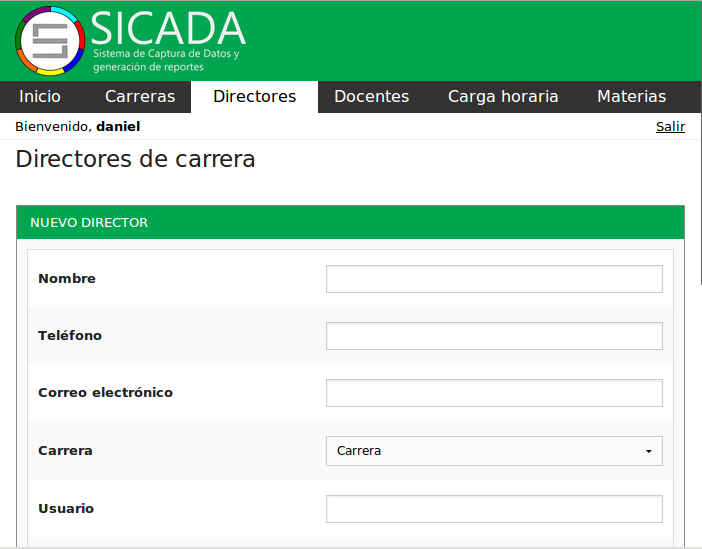 SICADA
Sistema de Captura de Datos y
generación de reportes
Inicio Carreras Directores Docentes Carga horaria Materias
Bienvenido, daniel Salir
Directores de carrera
NUEVO DIRECTOR
Nombre
Teléfono
Correo electrónico
Carrera Carrera
Usuario